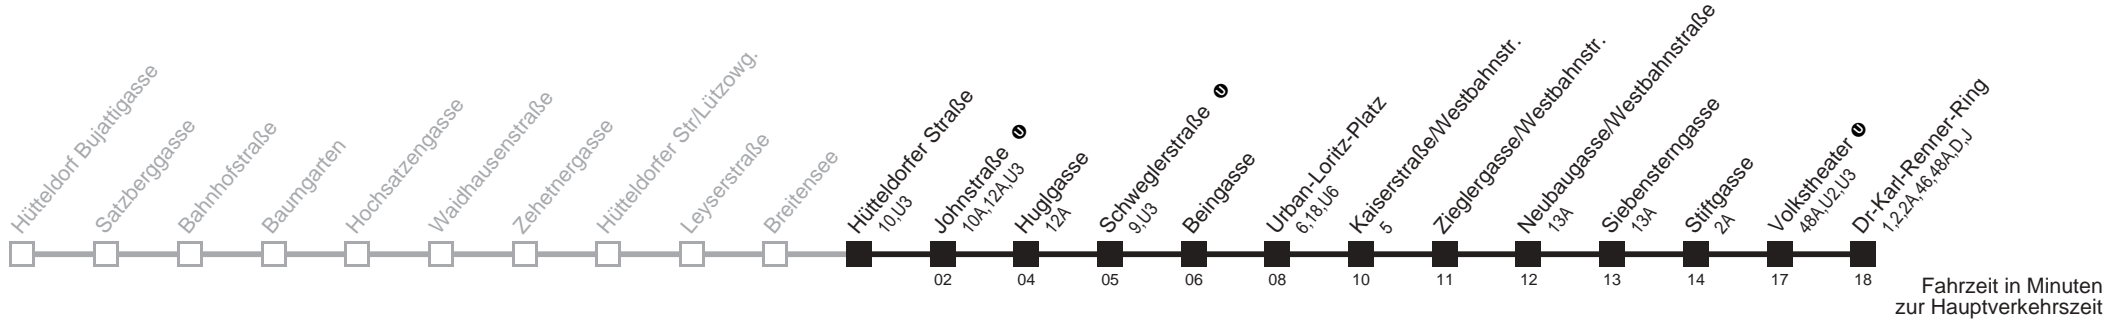 Hütteldorf Bujattigasse
Satzberggasse
Bahnhofstraße
Baumgarten
Hochsatzengasse
Waidhausenstraße
Zehetnergasse
Hütteldorfer Str/Lützowg.
Leyserstraße
Breitensee
Hütteldorfer Straße
10,U3
Johnstraße U
10A,12A,U3
Huglgasse
12A
Schweglerstraße U
9,U3
Beingasse
Urban-Loritz-Platz
6,18,U6
Kaiserstraße/Westbahnstr.
5
Zieglergasse/Westbahnstr.
Neubaugasse/Westbahnstraße
13A
Siebensterngasse
13A
Stiftgasse
2A
Volkstheater U
48A,U2,U3
Dr-Karl-Renner-Ring
1,2,2A,46,48A,D,J
02 04 05 06 08 10 11 12 13 14 17 18
Fahrzeit in Minuten
zur Hauptverkehrszeit